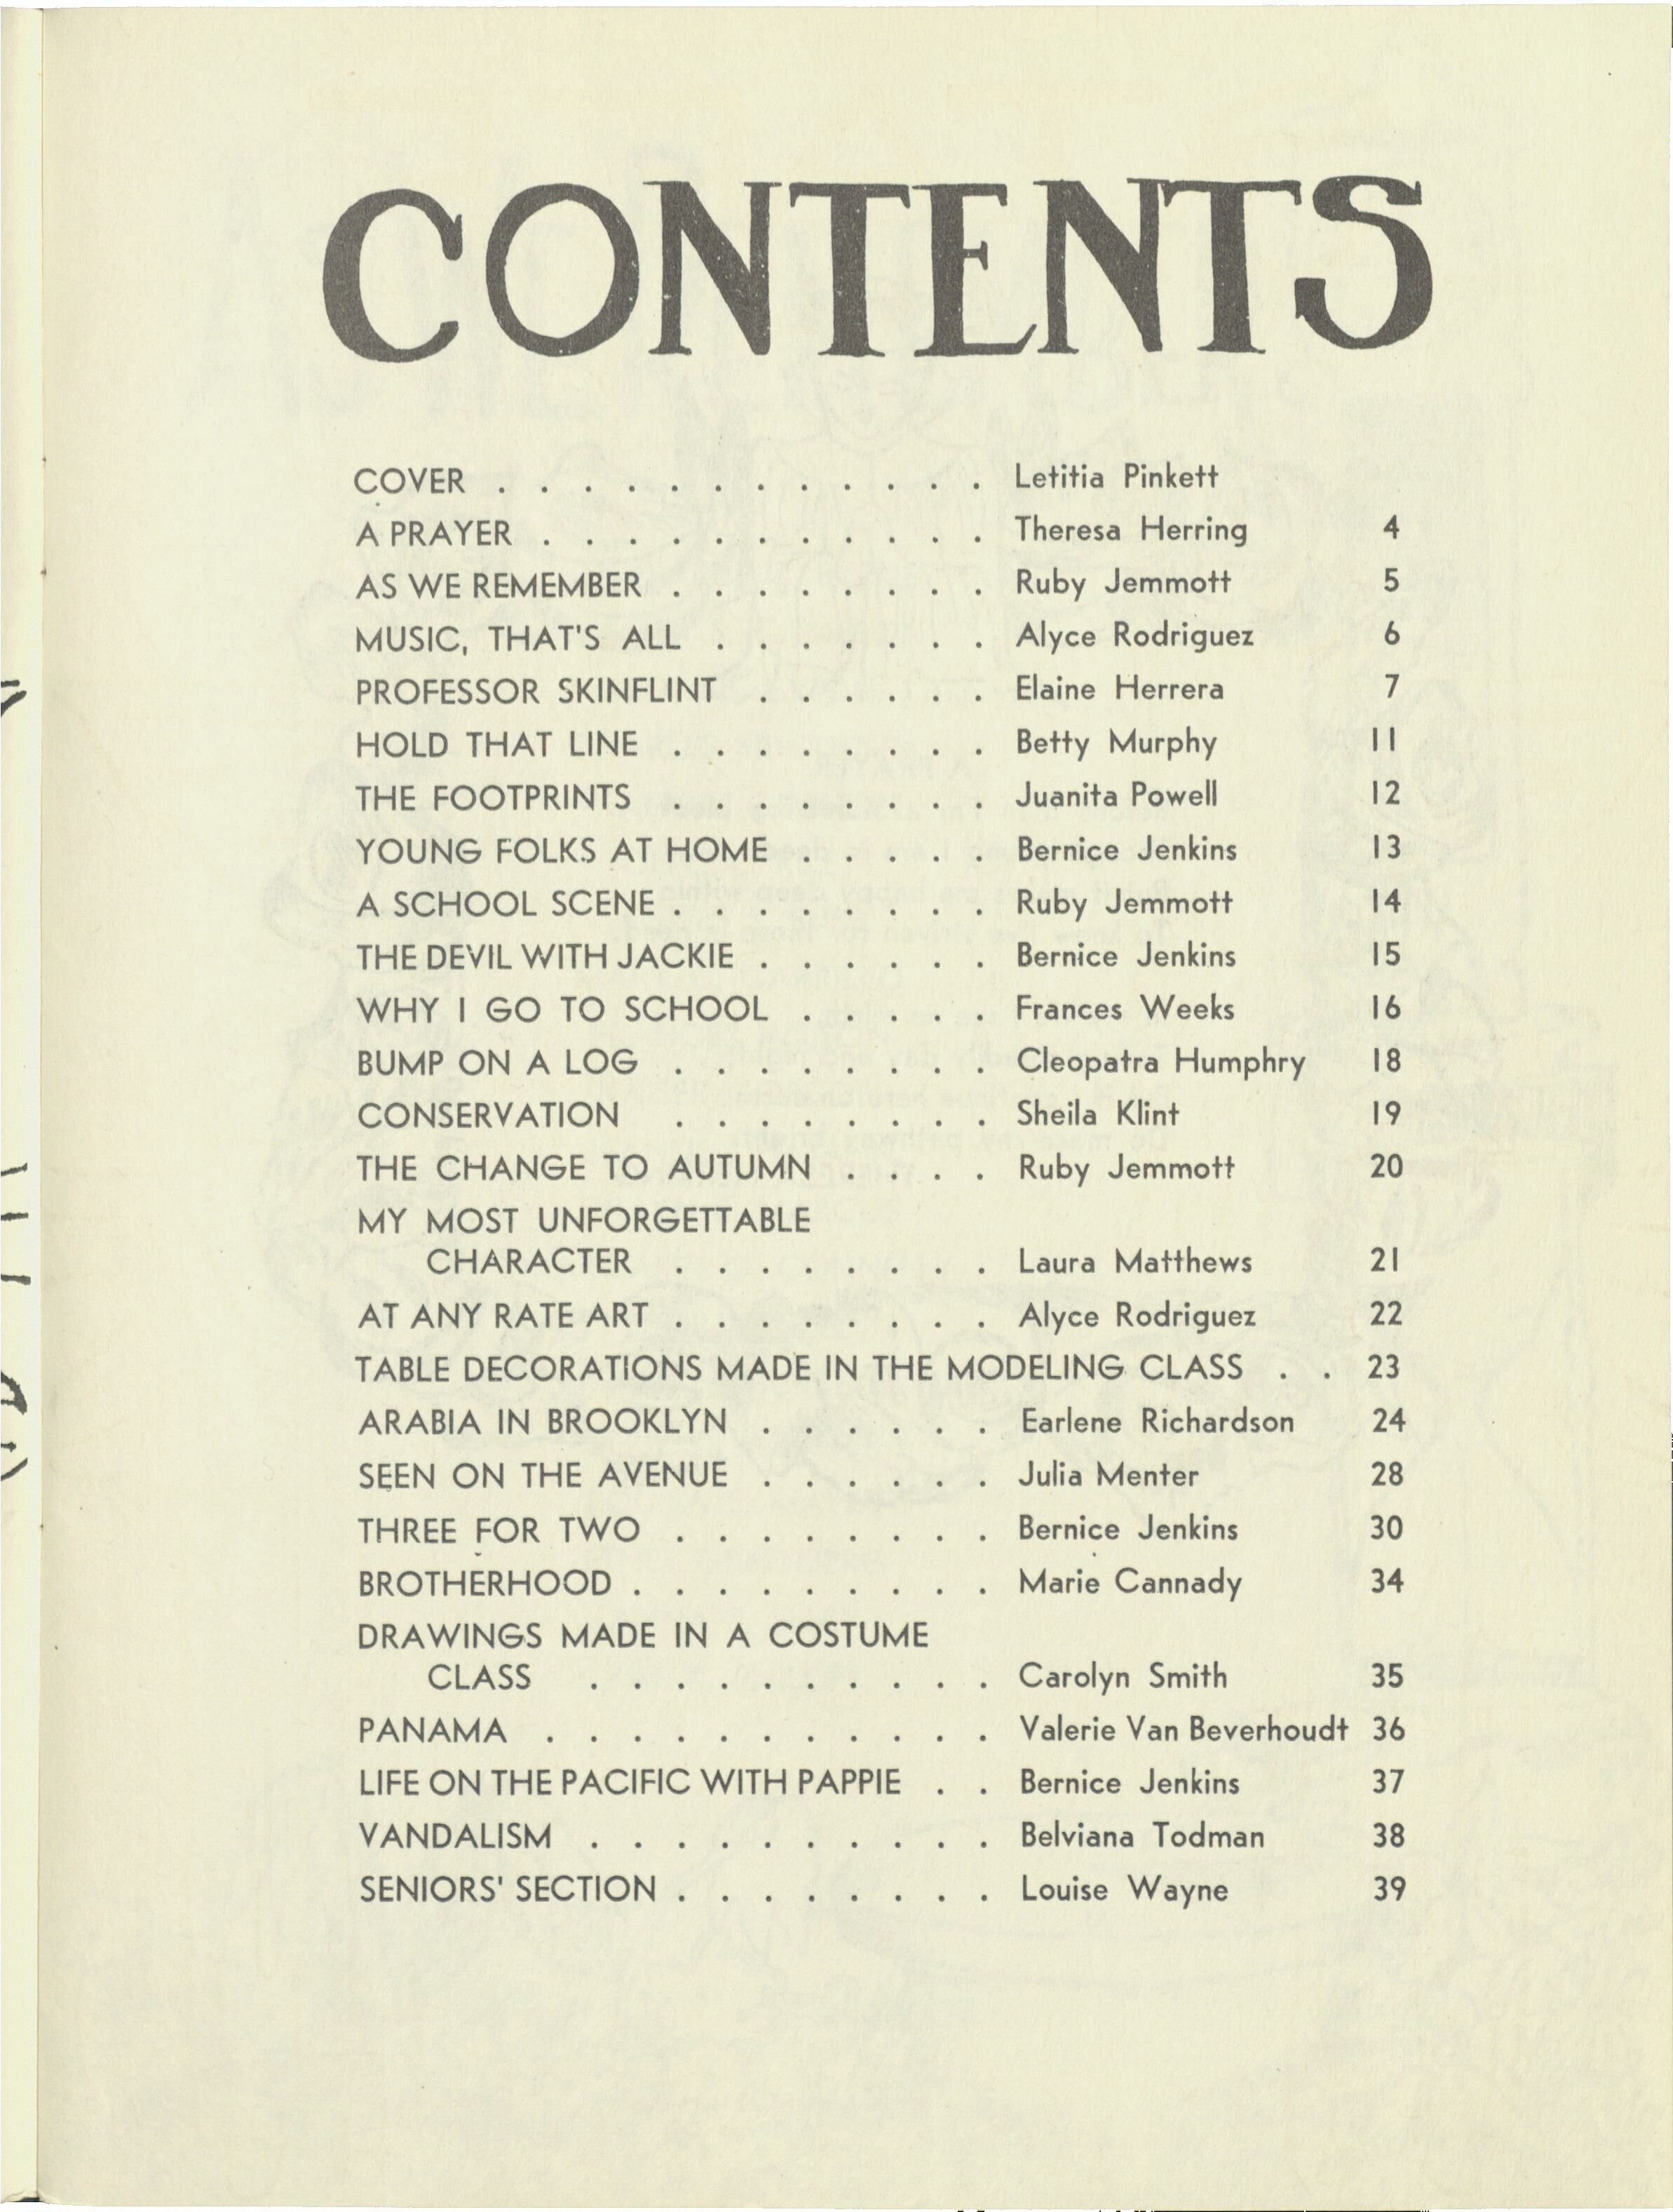 CONTENTS
COVER . . . . . . . . . . . . Letitia Pinkett
A PRAYER . . . . . . . . . . . Theresa Herring 4
AS WE REMEMBER . . . . . . . . Ruby Jemmott 5
MUSIC, THAT'S ALL . . . . . . . Alyce Rodriguez 6
PROFESSOR SKINFLINT . . . . . . Elaine Herrera 7
HOLD THAT LINE . . . . . . . . Betty Murphy 11
THE FOOTPRINTS . . . . . . . . Juanita Powell 12
YOUNG FOLKS AT HOME . . . . . Bernice Jenkins 13
A SCHOOL SCENE . . . . . . . . Ruby Jemmott 14
THE DEVIL WITH JACKIE . . . . . . Bernice Jenkins 15
WHY I GO TO SCHOOL . . . . . Frances Weeks 16
BUMP ON A LOG . . . . . . . . Cleopatra Humphry 18
CONSERVATION . . . . . . . . Sheila Klint 19
THE CHANGE TO AUTUMN . . . . Ruby Jemmott 20
MY MOST UNFORGETTABLE
CHARACTER . . . . . . . . Laura Matthews 21
AT ANY RATE ART . . . . . . . . Alyce Rodriguez 22
TABLE DECORATIONS MADE IN THE MODELING CLASS . . 23
ARABIA IN BROOKLYN . . . . . . Earlene Richardson 24
SEEN ON THE AVENUE . . . . . . Julia Menter 28
THREE FOR TWO . . . . . . . . Bernice Jenkins 30
BROTHERHOOD . . . . . . . . . Marie Cannady 34
DRAWINGS MADE IN A COSTUME
CLASS . . . . . . . . . . Carolyn Smith 35
PANAMA . . . . . . . . . . . Valerie Van Beverhoudt 36
LIFE ON THE PACIFIC WITH PAPPIE . . Bernice Jenkins 37
VANDALISM . . . . . . . . . . Belviana Todman 38
SENIORS' SECTION . . . . . . . . Louise Wayne 39